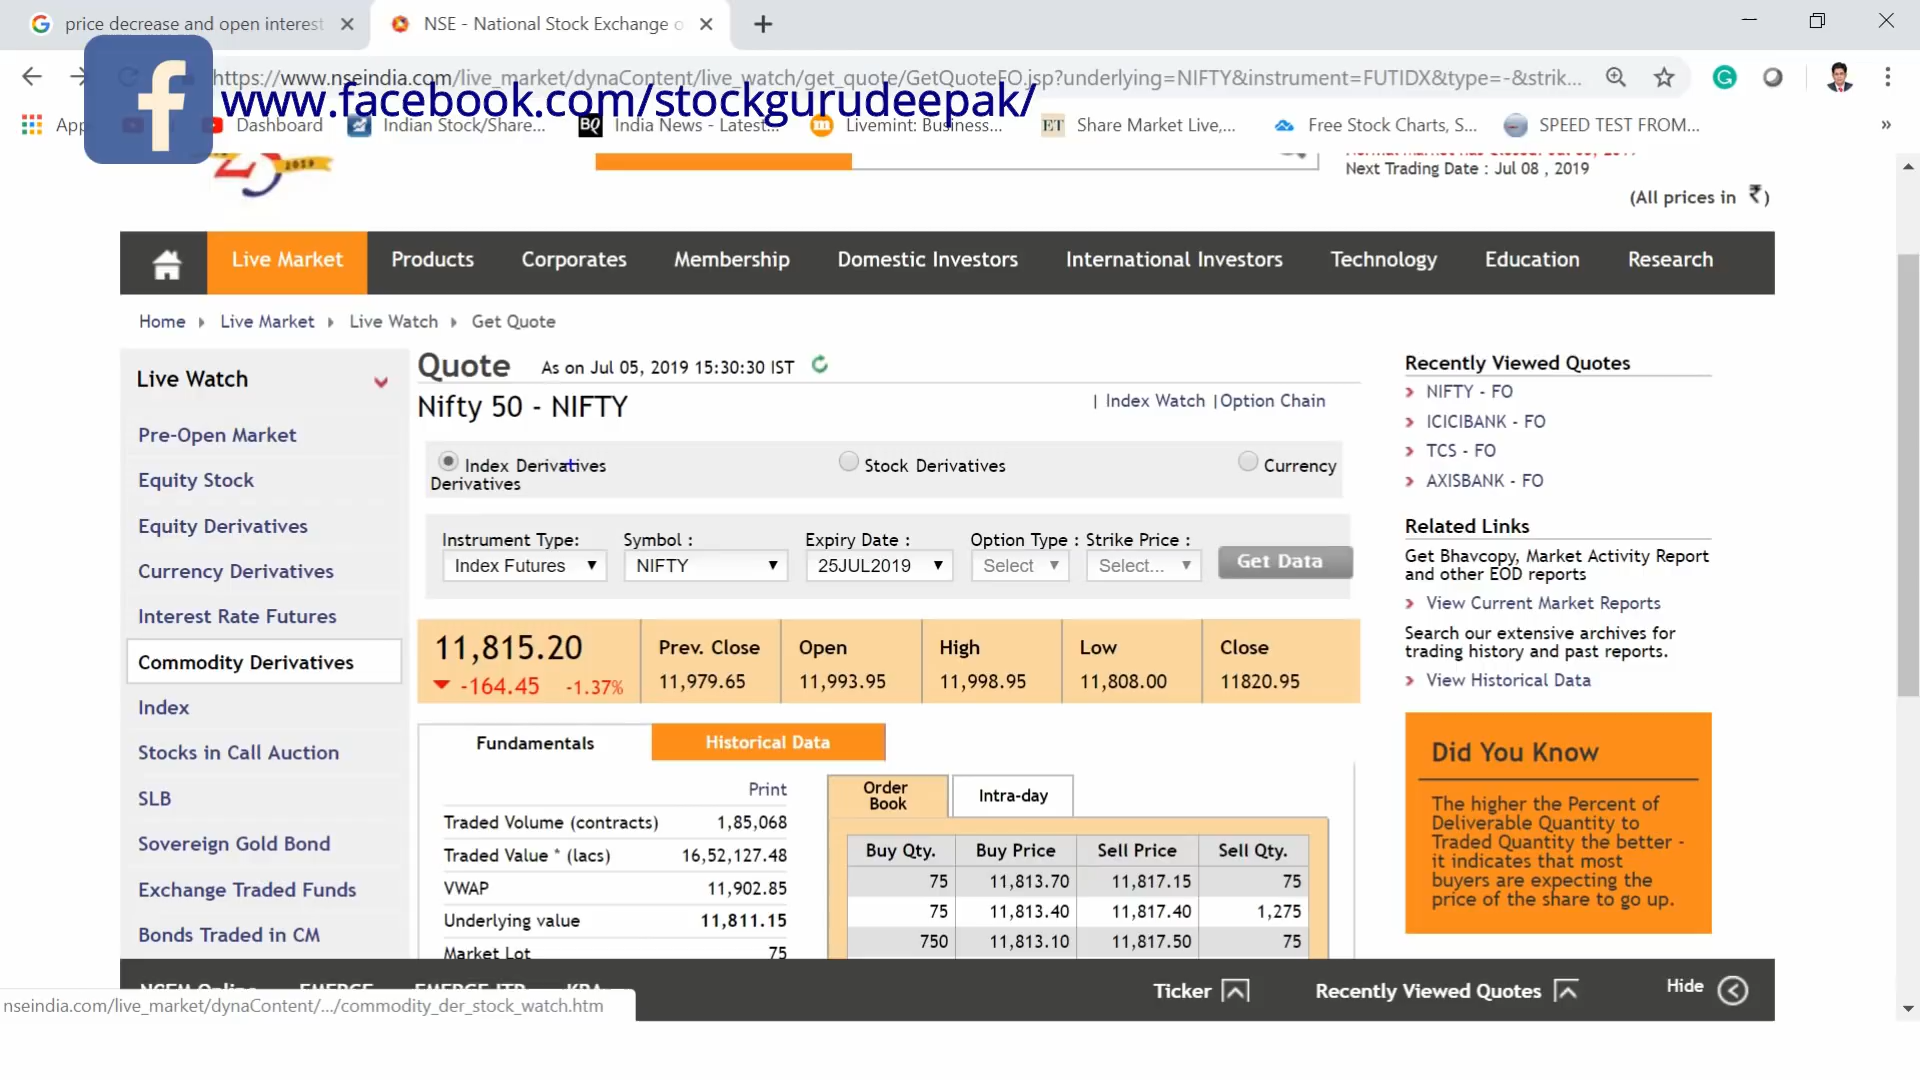 price decrease and open interest
NSE - National Stock Exchange o
https://www.nseindia.com/live_market/dynaContent/live_watch/get_quote/GetQuoteFO.jsp?underlying=NIFTY&instrument=FUTIDX&type=-&strik...
www.facebook.com/stockgurudeepak/
App
Dashboard
Indian Stock/Share...
BQ
India News - Latest...
Livemint: Business...
ET
Share Market Live,...
Free Stock Charts, S...
SPEED TEST FROM...
»
2019
Next Trading Date : Jul 08 , 2019
(All prices in ₹)
Live Market
Products
Corporates
Membership
Domestic Investors
International Investors
Technology
Education
Research
Home
Live Market
Live Watch
Get Quote
Live Watch
Pre-Open Market
Equity Stock
Equity Derivatives
Currency Derivatives
Interest Rate Futures
Commodity Derivatives
Index
Stocks in Call Auction
SLB
Sovereign Gold Bond
Exchange Traded Funds
Bonds Traded in CM
Quote As on Jul 05, 2019 15:30:30 IST
Nifty 50 - NIFTY
| Index Watch |Option Chain
Index Derivatives
Stock Derivatives
Currency
Derivatives
Instrument Type: Symbol : Expiry Date : Option Type : Strike Price :
Index Futures NIFTY 25JUL2019 Select Select... Get Data
11,815.20 Prev. Close Open High Low Close
-164.45 -1.37% 11,979.65 11,993.95 11,998.95 11,808.00 11820.95
Fundamentals
Historical Data
Print
Traded Volume (contracts) 1,85,068
Traded Value * (lacs) 16,52,127.48
VWAP 11,902.85
Underlying value 11,811.15
Market Lot 75
Order
Book
Intra-day
Buy Qty. Buy Price Sell Price Sell Qty.
75 11,813.70 11,817.15 75
75 11,813.40 11,817.40 1,275
750 11,813.10 11,817.50 75
Recently Viewed Quotes
NIFTY - FO
ICICIBANK - FO
TCS - FO
AXISBANK - FO
Related Links
Get Bhavcopy, Market Activity Report
and other EOD reports
View Current Market Reports
Search our extensive archives for
trading history and past reports.
View Historical Data
Did You Know
The higher the Percent of
Deliverable Quantity to
Traded Quantity the better -
it indicates that most
buyers are expecting the
price of the share to go up.
Ticker
Recently Viewed Quotes
Hide
nseindia.com/live_market/dynaContent/.../commodity_der_stock_watch.htm